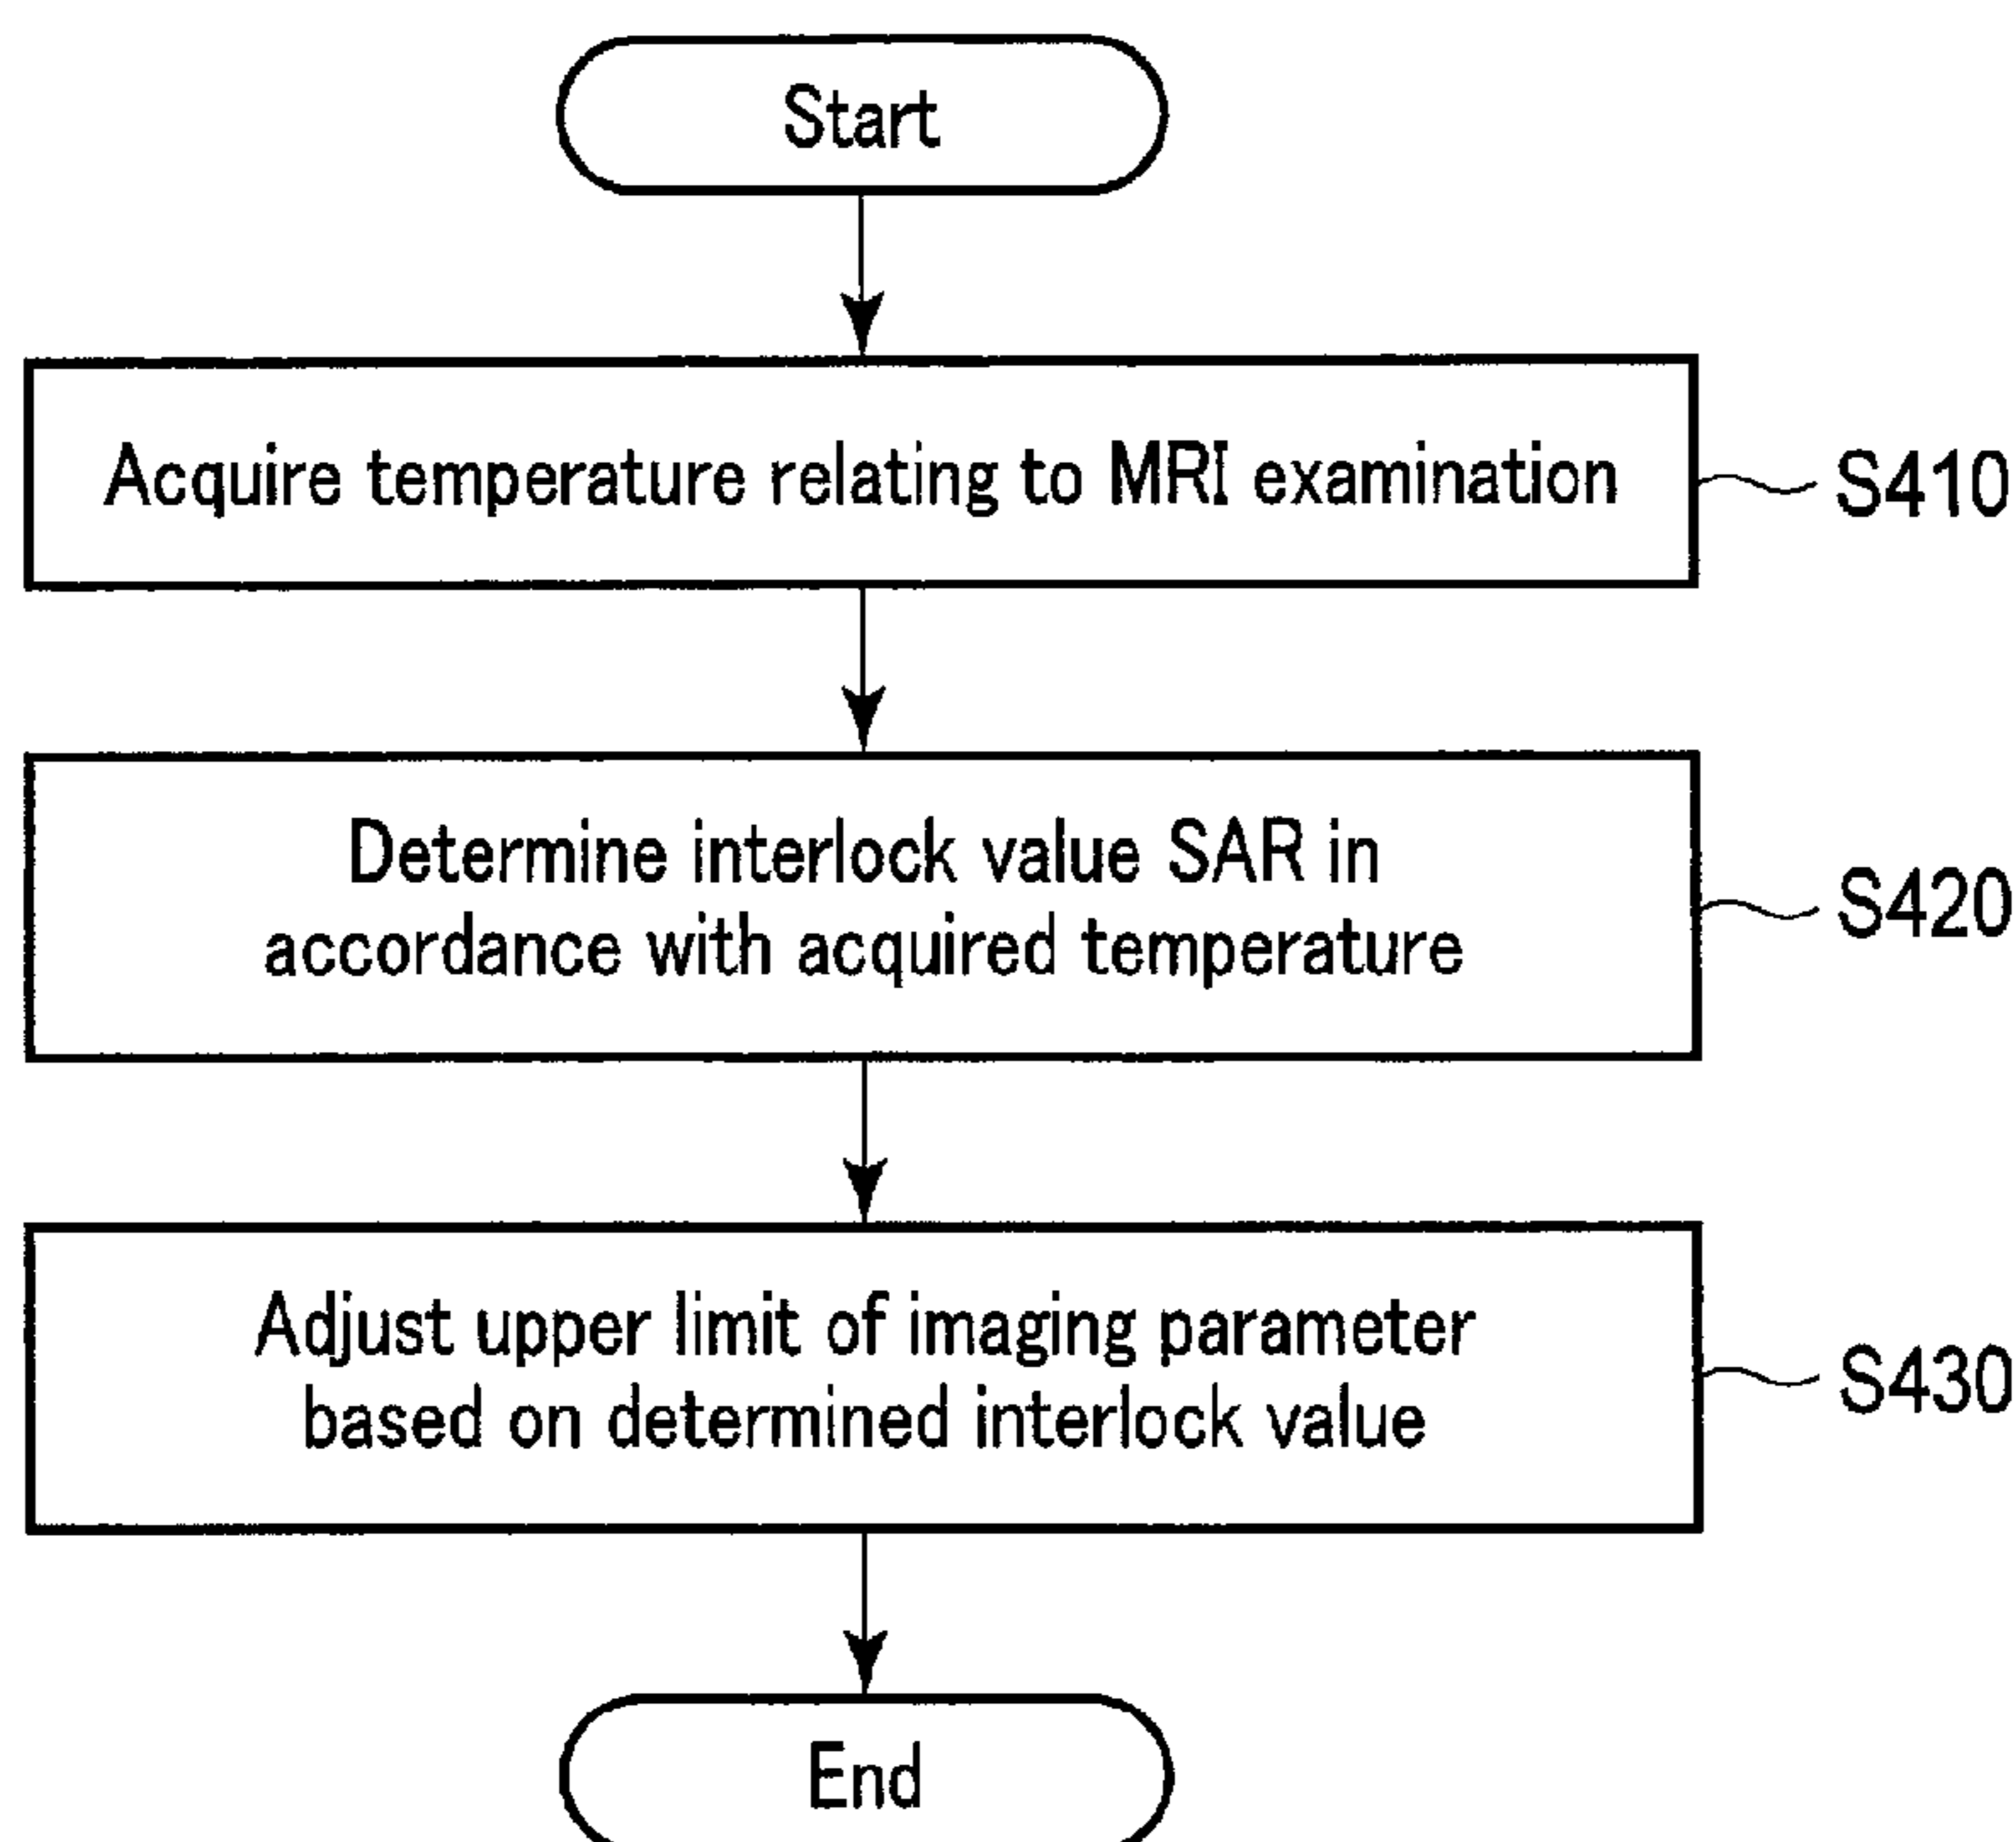 Start
Acquire temperature relating to MRI examination
S410
Determine interlock value SAR in
accordance with acquired temperature
S420
Adjust upper limit of imaging parameter
based on determined interlock value
S430
End